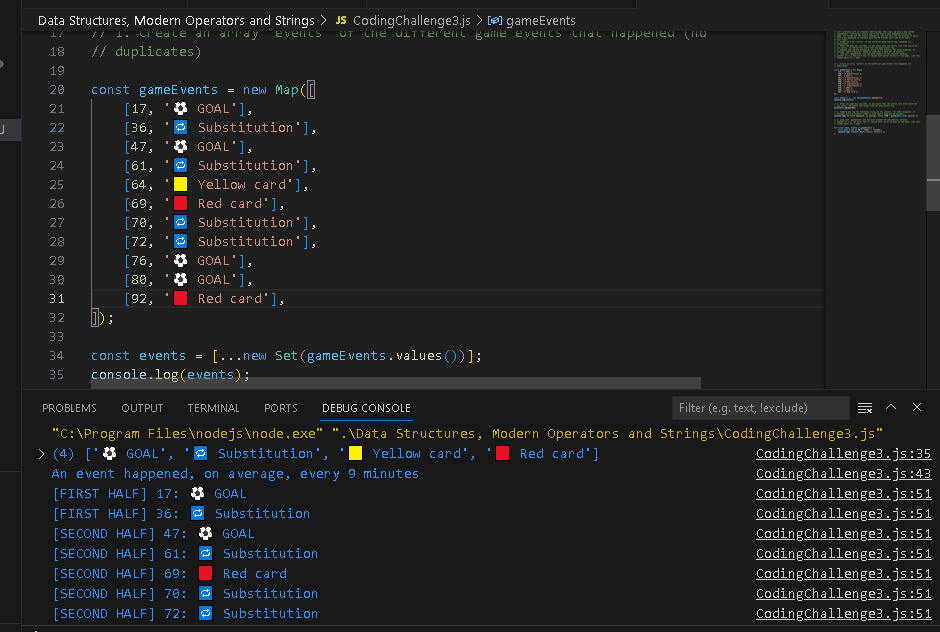 Data Structures, Modern Operators and Strings > JS CodingChallenge3.js > gameEvents
17 // 1. Create an array 'events' of the different game events that happened (no
18 // duplicates)
19
20 const gameEvents = new Map([
21 [17, '⚽ GOAL'],
22 [36, '🔁 Substitution'],
23 [47, '⚽ GOAL'],
24 [61, '🔁 Substitution'],
25 [64, '🟨 Yellow card'],
26 [69, '🟥 Red card'],
27 [70, '🔁 Substitution'],
28 [72, '🔁 Substitution'],
29 [76, '⚽ GOAL'],
30 [80, '⚽ GOAL'],
31 [92, '🟥 Red card'],
32 ]);
33
34 const events = [...new Set(gameEvents.values())];
35 console.log(events);
PROBLEMS OUTPUT TERMINAL PORTS DEBUG CONSOLE Filter (e.g. text, !exclude)
"C:\Program Files\nodejs\node.exe" ".\Data Structures, Modern Operators and Strings\CodingChallenge3.js"
> (4) ['⚽ GOAL', '🔁 Substitution', '🟨 Yellow card', '🟥 Red card'] CodingChallenge3.js:35
An event happened, on average, every 9 minutes CodingChallenge3.js:43
[FIRST HALF] 17: ⚽ GOAL CodingChallenge3.js:51
[FIRST HALF] 36: 🔁 Substitution CodingChallenge3.js:51
[SECOND HALF] 47: ⚽ GOAL CodingChallenge3.js:51
[SECOND HALF] 61: 🔁 Substitution CodingChallenge3.js:51
[SECOND HALF] 69: 🟥 Red card CodingChallenge3.js:51
[SECOND HALF] 70: 🔁 Substitution CodingChallenge3.js:51
[SECOND HALF] 72: 🔁 Substitution CodingChallenge3.js:51